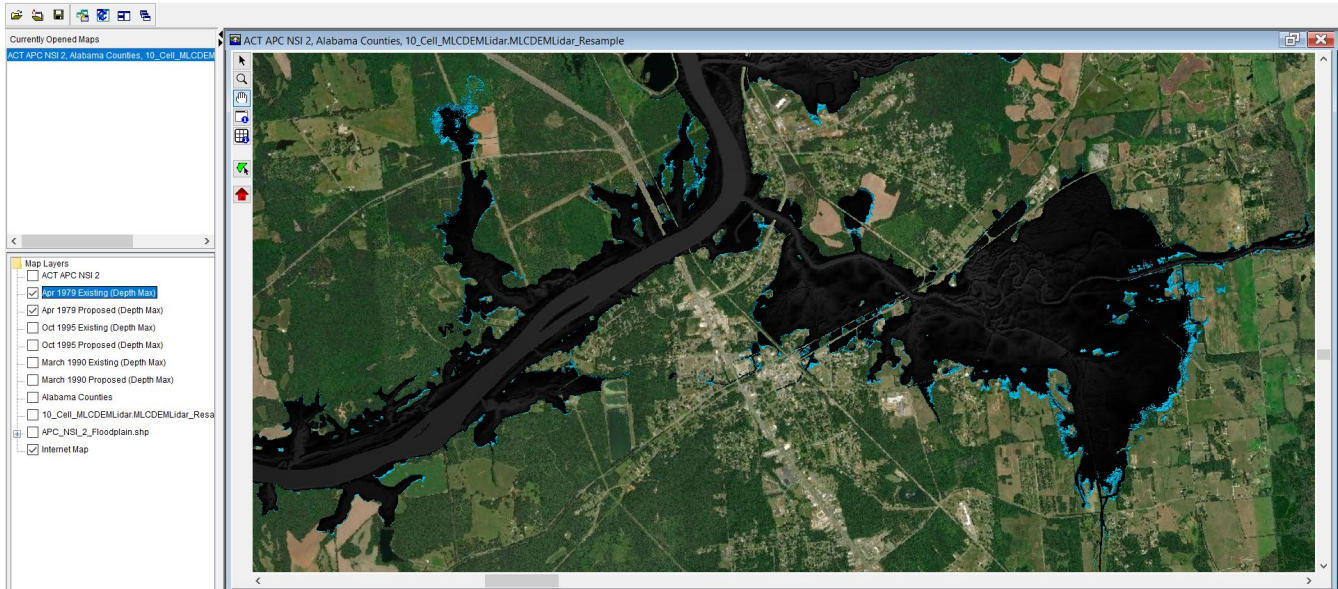 Currently Opened Maps
ACT APC NSI 2, Alabama Counties, 10_Cell_MLCDEM
ACT APC NSI 2, Alabama Counties, 10_Cell_MLCDEMLidar.MLCDEMLidar_Resample
Map Layers
ACT APC NSI 2
Apr 1979 Existing (Depth Max)
Apr 1979 Proposed (Depth Max)
Oct 1995 Existing (Depth Max)
Oct 1995 Proposed (Depth Max)
March 1990 Existing (Depth Max)
March 1990 Proposed (Depth Max)
Alabama Counties
10_Cell_MLCDEMLidar.MLCDEMLidar_Resa
APC_NSI_2_Floodplain.shp
Internet Map